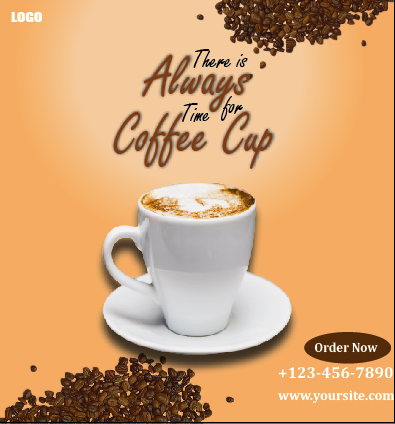 LOGO
There is
Always
Time for
Coffee Cup
Order Now
+123-456-7890
www.yoursite.com